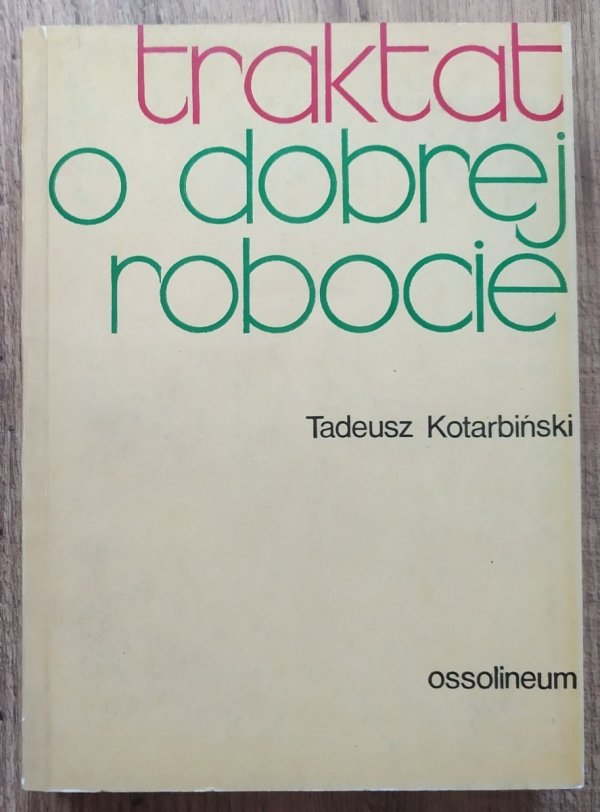 traktat
o dobrej
robocie
Tadeusz Kotarbiński
ossolineum